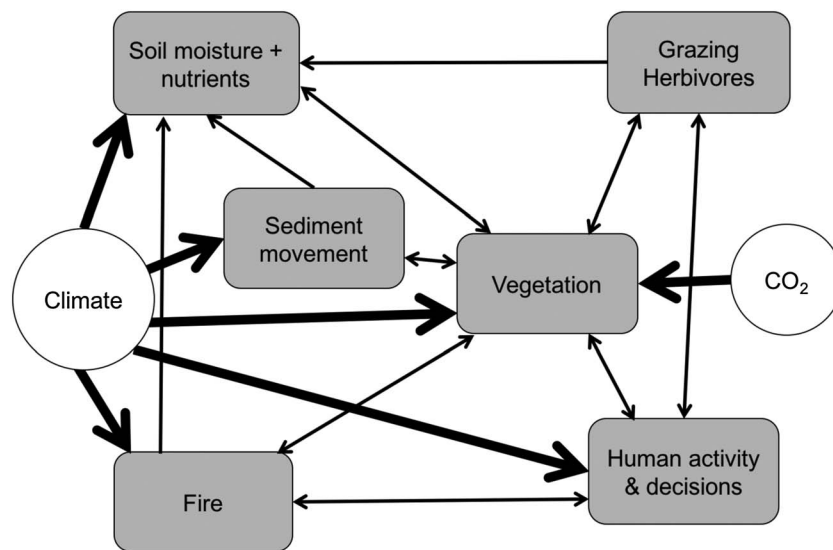 Soil moisture +
nutrients
Grazing
Herbivores
Sediment
movement
Climate
Vegetation
CO₂
Fire
Human activity
& decisions